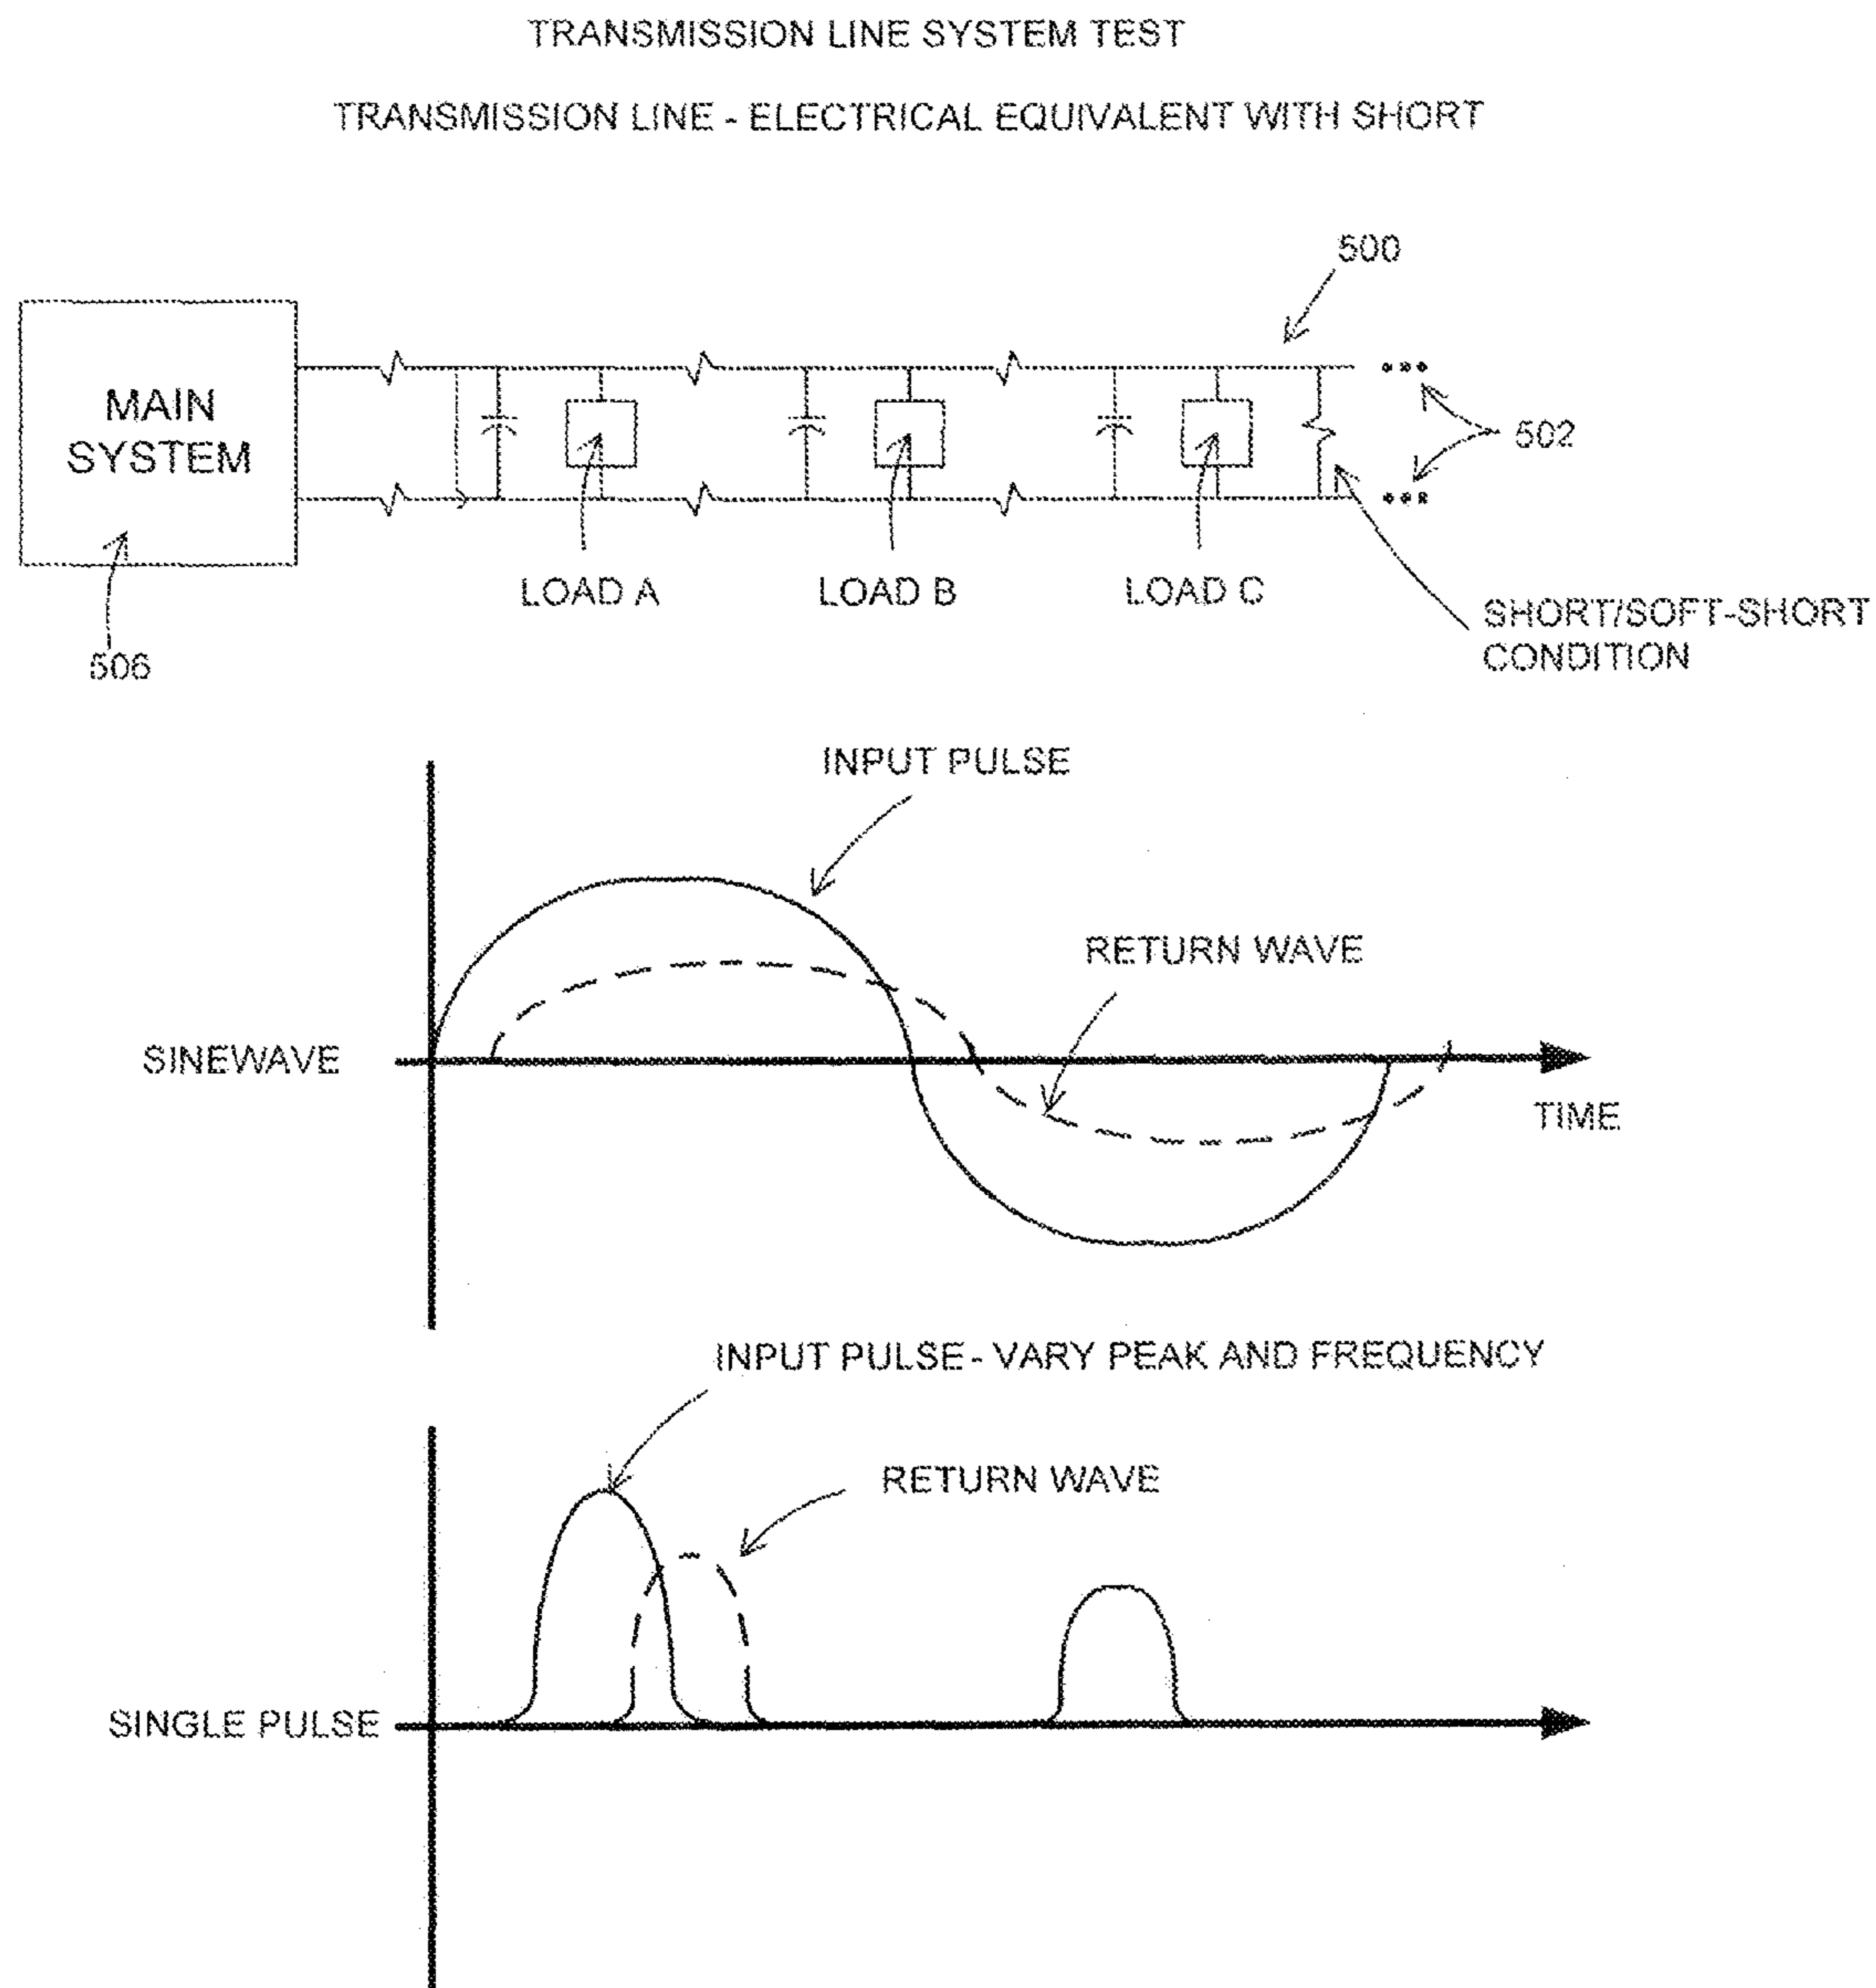 TRANSMISSION LINE SYSTEM TEST
TRANSMISSION LINE - ELECTRICAL EQUIVALENT WITH SHORT
500
MAIN
SYSTEM
502
LOAD A
LOAD B
LOAD C
SHORT/SOFT-SHORT
CONDITION
506
INPUT PULSE
RETURN WAVE
SINEWAVE
TIME
INPUT PULSE - VARY PEAK AND FREQUENCY
RETURN WAVE
SINGLE PULSE